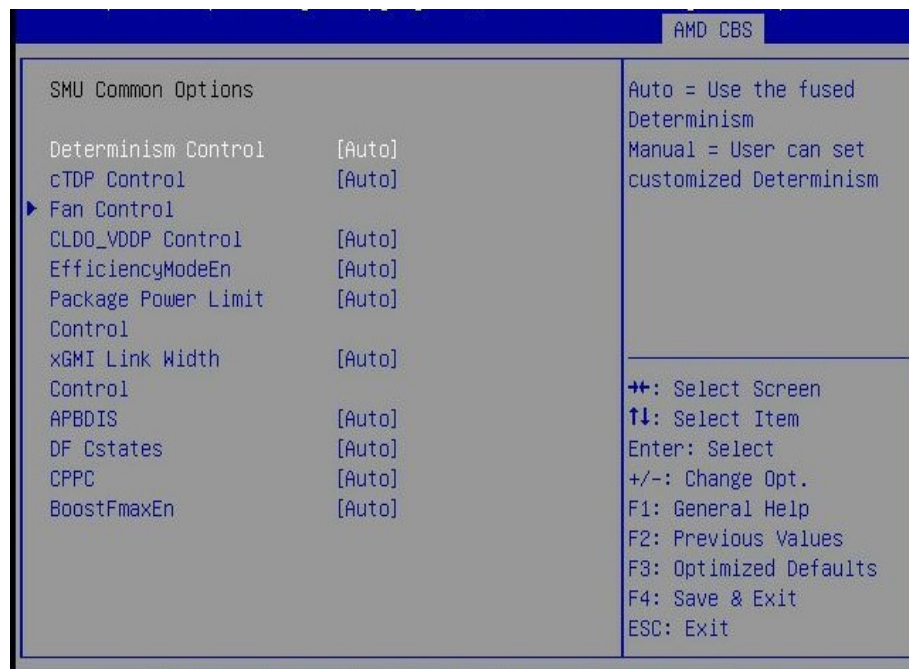 AMD CBS
SMU Common Options
Determinism Control [Auto]
cTDP Control [Auto]
Fan Control
CLDO_VDDP Control [Auto]
EfficiencyModeEn [Auto]
Package Power Limit [Auto]
Control
xGMI Link Width [Auto]
Control
APBDIS [Auto]
DF Cstates [Auto]
CPPC [Auto]
BoostFmaxEn [Auto]
Auto = Use the fused
Determinism
Manual = User can set
customized Determinism
→←: Select Screen
↑↓: Select Item
Enter: Select
+/-: Change Opt.
F1: General Help
F2: Previous Values
F3: Optimized Defaults
F4: Save & Exit
ESC: Exit